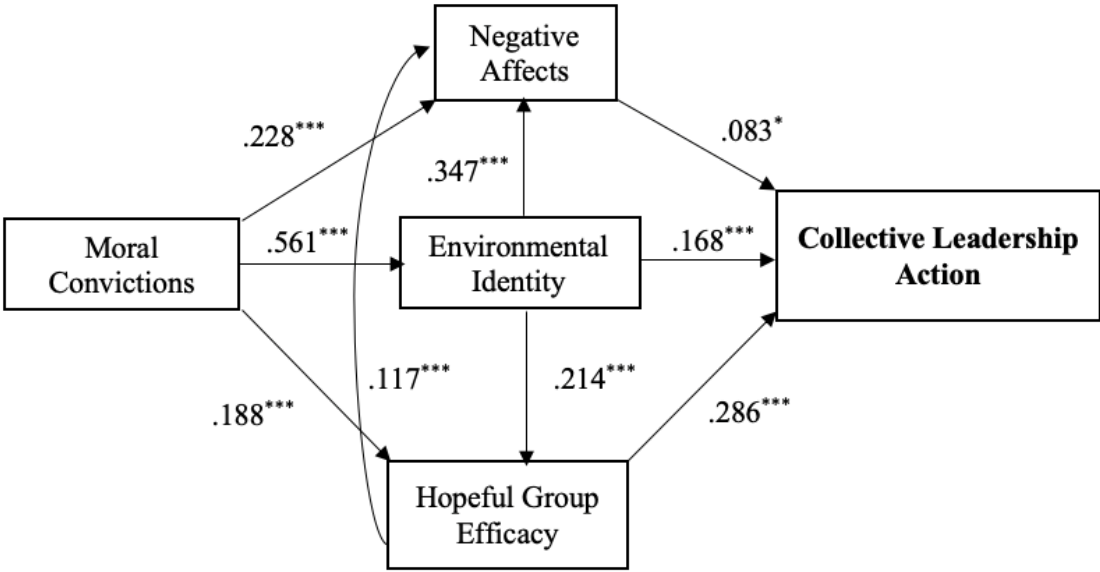 Negative
Affects
.228***
.083*
.347***
Moral
Convictions
.561***
Environmental
Identity
.168***
Collective Leadership
Action
.188***
.117***
.214***
.286***
Hopeful Group
Efficacy